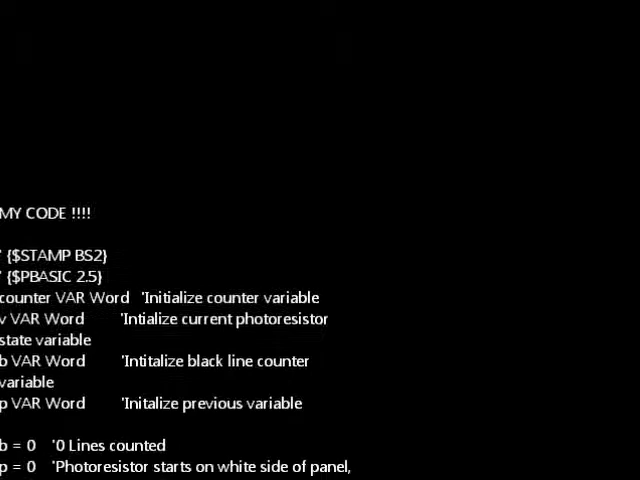 MY CODE !!!!
' {$STAMP BS2}
' {$PBASIC 2.5}
counter VAR Word 'Initialize counter variable
v VAR Word 'Intialize current photoresistor
state variable
b VAR Word 'Intitalize black line counter
variable
p VAR Word 'Initalize previous variable
b = 0 '0 Lines counted
p = 0 'Photoresistor starts on white side of panel,